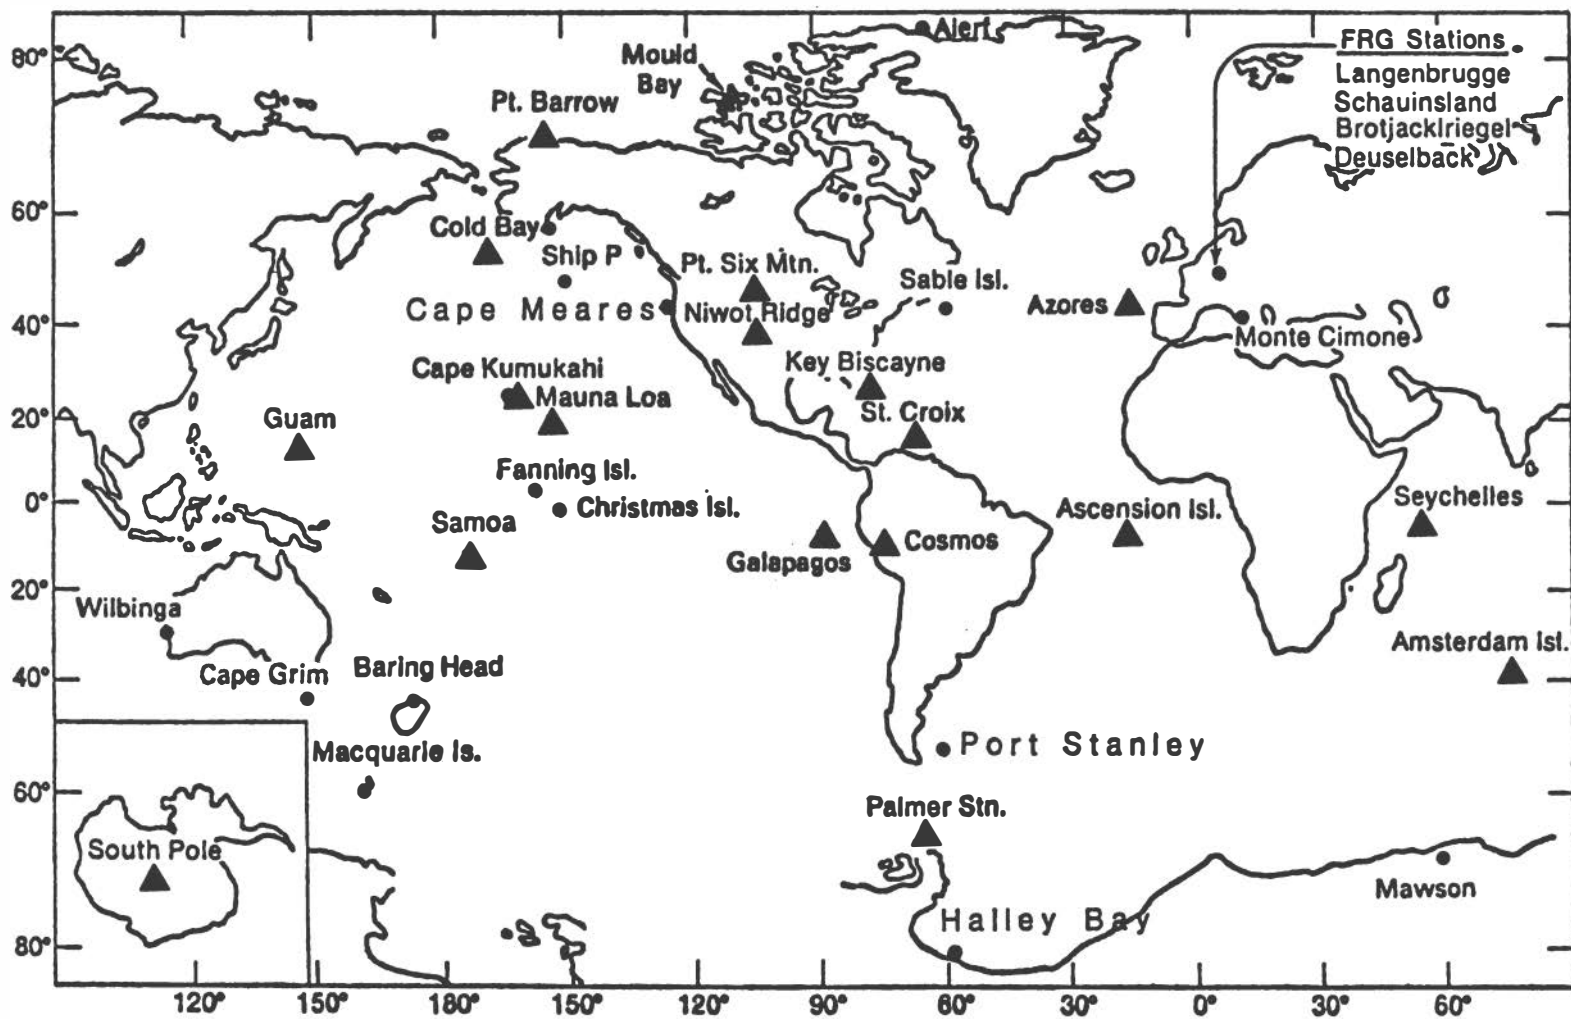 Alert
FRG Stations
Langenbrugge
Schauinsland
Brotjacklriegel
Deuselback
Mould
Bay
Pt. Barrow
80°
60°
Cold Bay
Ship P
Pt. Six Mtn.
Sable Isl.
Cape Meares
Niwot Ridge
Azores
40°
Monte Cimone
Cape Kumukahi
Key Biscayne
Mauna Loa
St. Croix
Guam
20°
Fanning Isl.
Christmas Isl.
0°
Samoa
Ascension Isl.
Seychelles
Galapagos
Cosmos
20°
Wilbinga
Amsterdam Isl.
Cape Grim
Baring Head
40°
Macquarie Is.
Port Stanley
60°
Palmer Stn.
South Pole
Mawson
Halley Bay
80°
120° 150° 180° 150° 120° 90° 60° 30° 0° 30° 60°